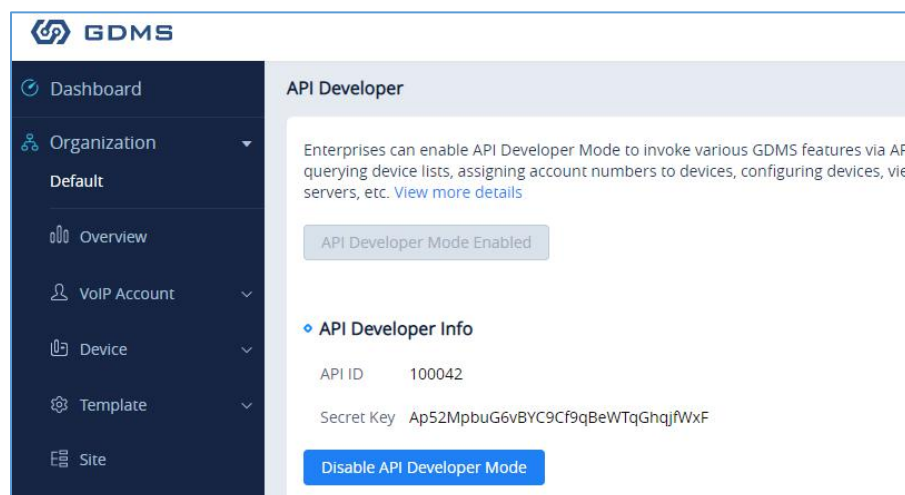 GDMS
Dashboard
Organization
Default
Overview
VoIP Account
Device
Template
Site
API Developer
Enterprises can enable API Developer Mode to invoke various GDMS features via
querying device lists, assigning account numbers to devices, configuring devices,
servers, etc. View more details
API Developer Mode Enabled
API Developer Info
API ID 100042
Secret Key Ap52MpbuG6vBYC9Cf9qBeWTqGhqjfWxF
Disable API Developer Mode